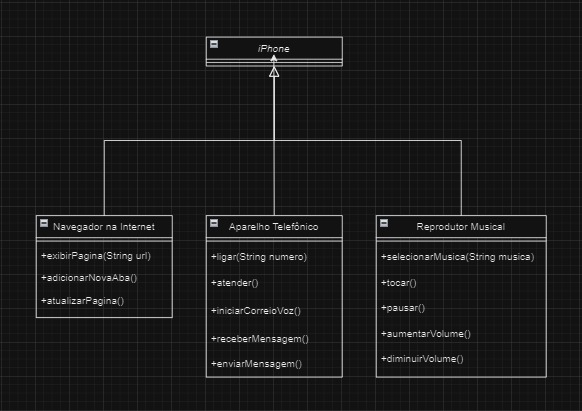 iPhone
Navegador na Internet
+exibirPagina(String url)
+adicionarNovaAba()
+atualizarPagina()
Aparelho Telefônico
+ligar(String numero)
+atender()
+iniciarCorreioVoz()
+receberMensagem()
+enviarMensagem()
Reprodutor Musical
+selecionarMusica(String musica)
+tocar()
+pausar()
+aumentarVolume()
+diminuirVolume()